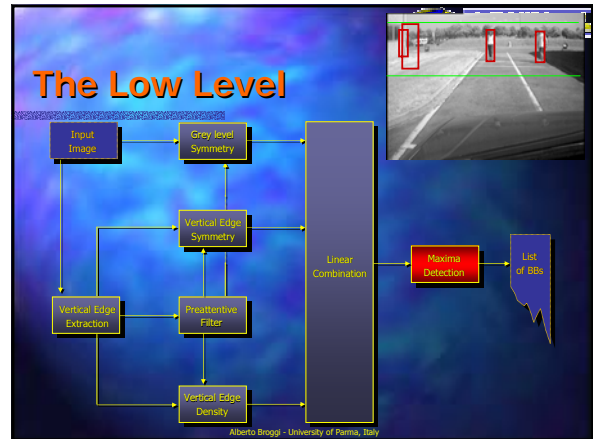 The Low Level
Input
Image
Grey level
Symmetry
Vertical Edge
Symmetry
Linear
Combination
Maxima
Detection
List
of BBs
Vertical Edge
Extraction
Preattentive
Filter
Vertical Edge
Density
Alberto Broggi - University of Parma, Italy